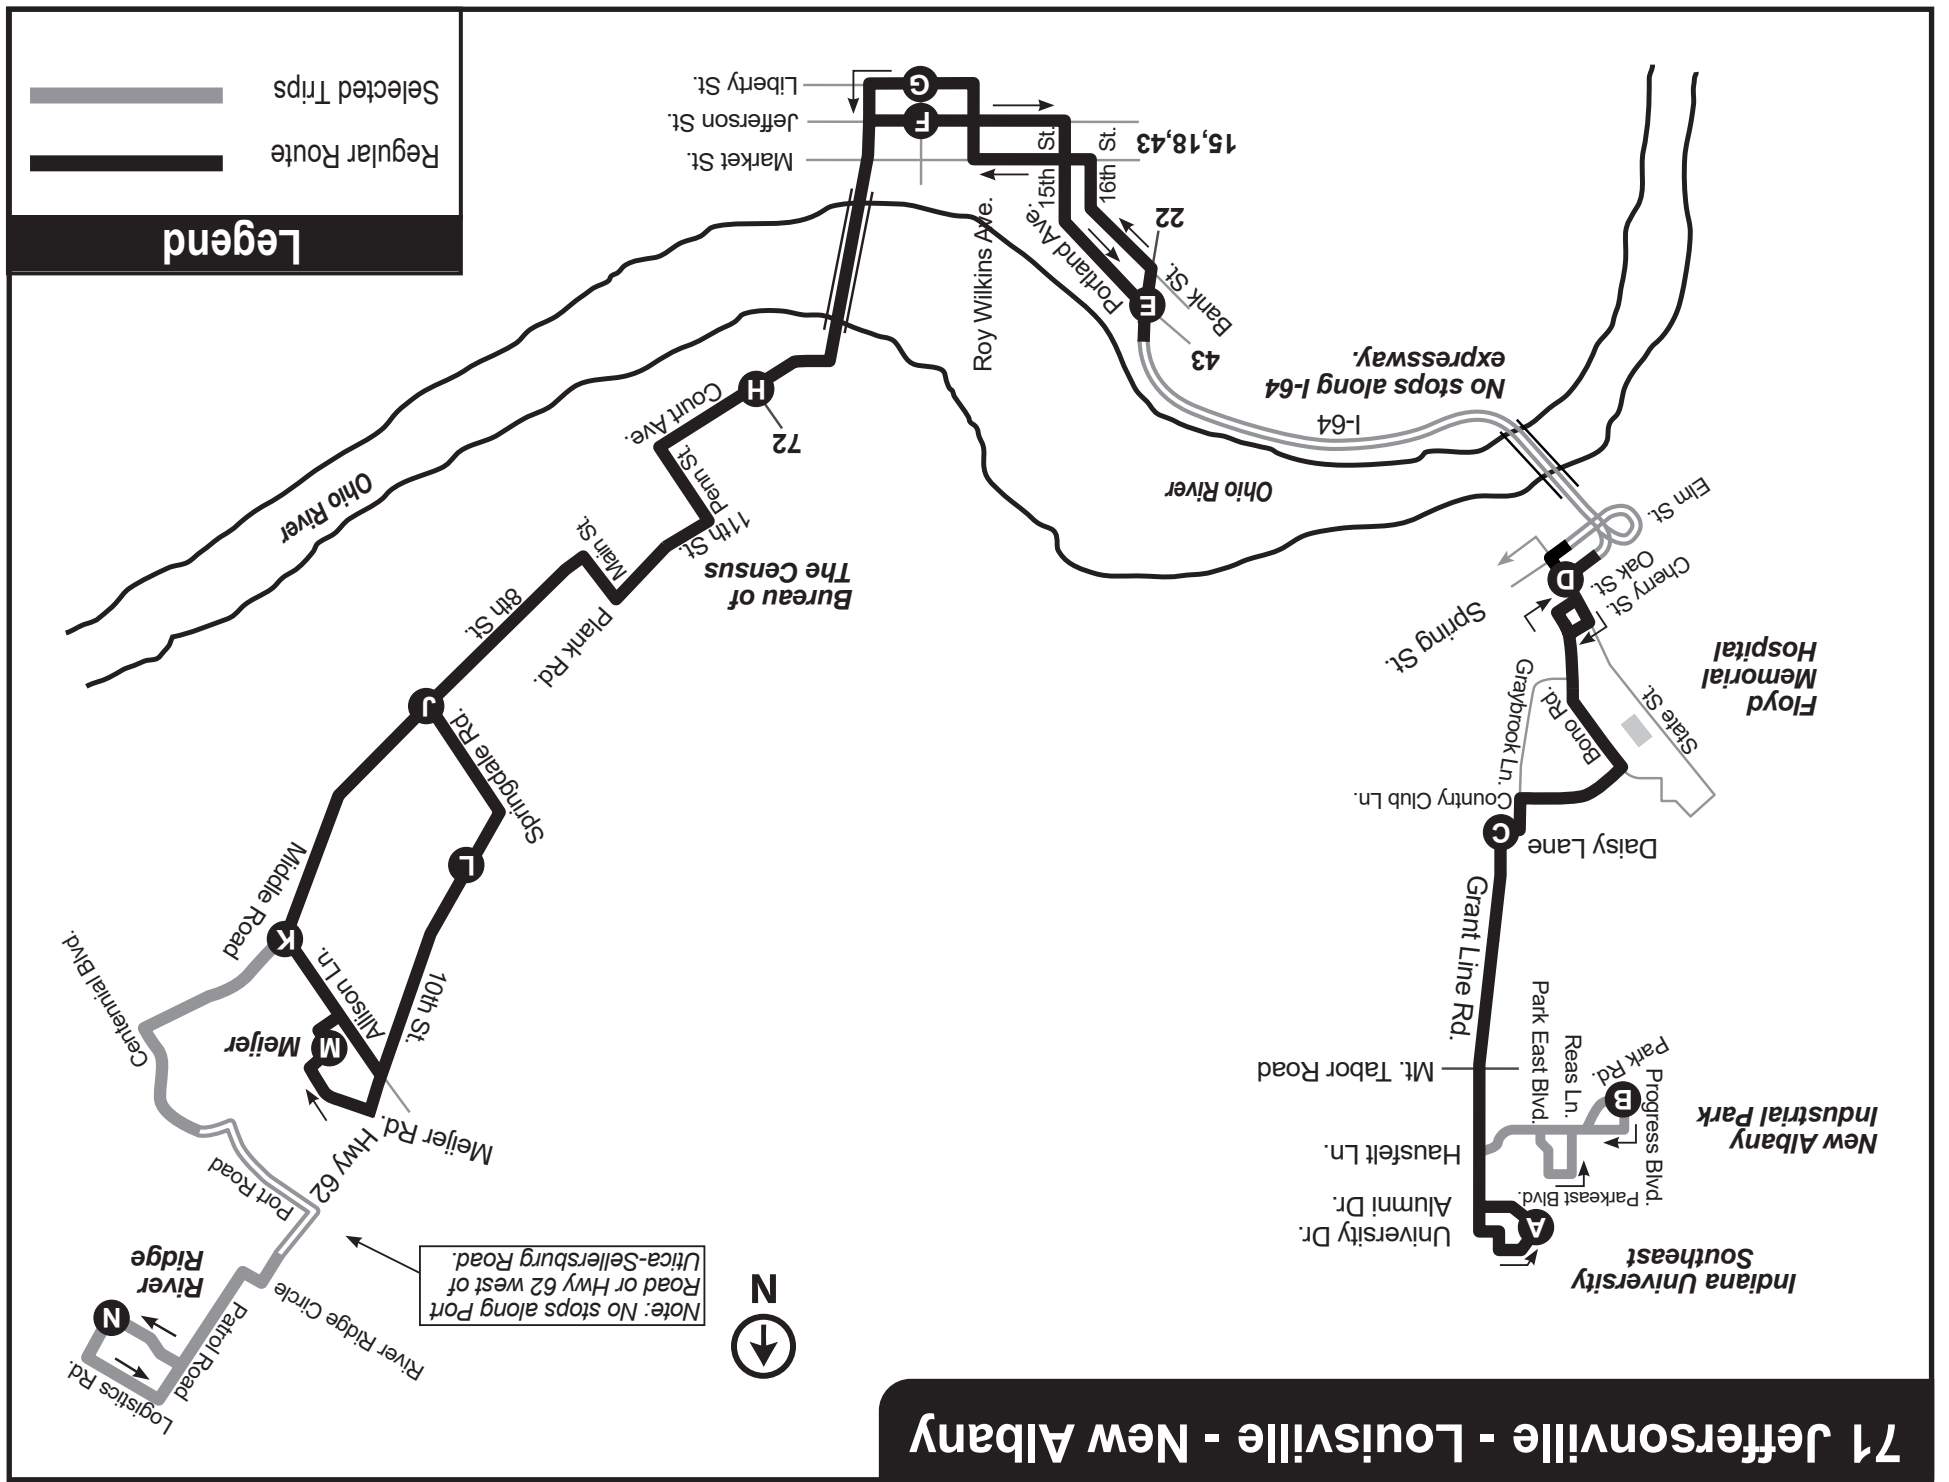 71 Jeffersonville - Louisville - New Albany
Indiana University
Southeast
A
University Dr.
Alumni Dr.
Hausfelt Ln.
Parkeast Blvd.
Progress Blvd.
Park Rd.
Reas Ln.
Park East Blvd.
B
New Albany
Industrial Park
Mt. Tabor Road
Grant Line Rd.
Daisy Lane
C
Country Club Ln.
Graybrook Ln.
Bono Rd.
State St.
Floyd
Memorial
Hospital
Spring St.
Cherry St.
Oak St.
D
Elm St.
I-64
No stops along I-64
expressway.
Ohio River
43
E
Bank St.
22
Portland Ave.
15th St.
16th St.
15,18,43
Roy Wilkins Ave.
Market St.
Jefferson St.
Liberty St.
F
G
72
H
Court Ave.
Penn St.
11th St.
Bureau of
The Census
Main St.
Plank Rd.
8th St.
Ohio River
J
Springdale Rd.
L
10th St.
Middle Road
K
Allison Ln.
M
Meijer
Meijer Rd.
Hwy 62
Centennial Blvd.
Port Road
Note: No stops along Port
Road or Hwy 62 west of
Utica-Sellersburg Road.
River
Ridge
River Ridge Circle
Patrol Road
Logistics Rd.
N
N
Legend
Regular Route
Selected Trips